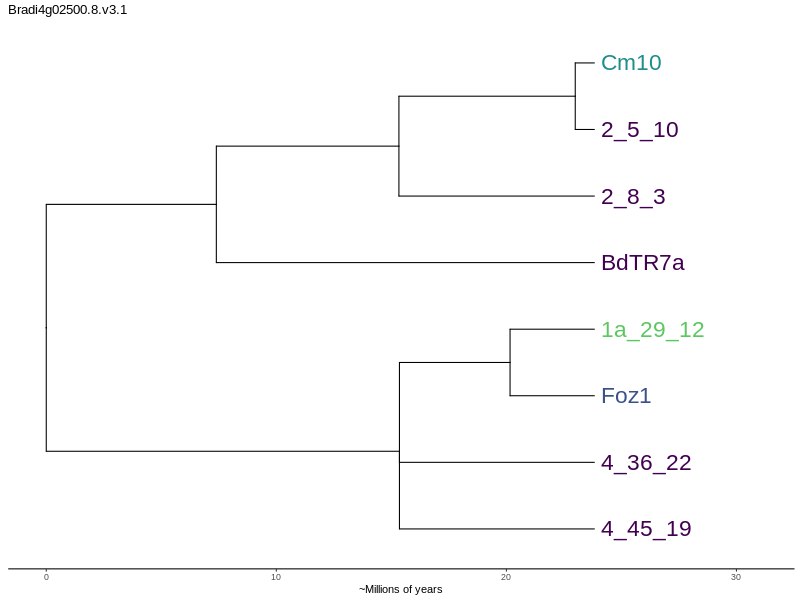 Bradi4g02500.8.v3.1
Cm10
2_5_10
2_8_3
BdTR7a
1a_29_12
Foz1
4_36_22
4_45_19
0 10 20 30
~Millions of years